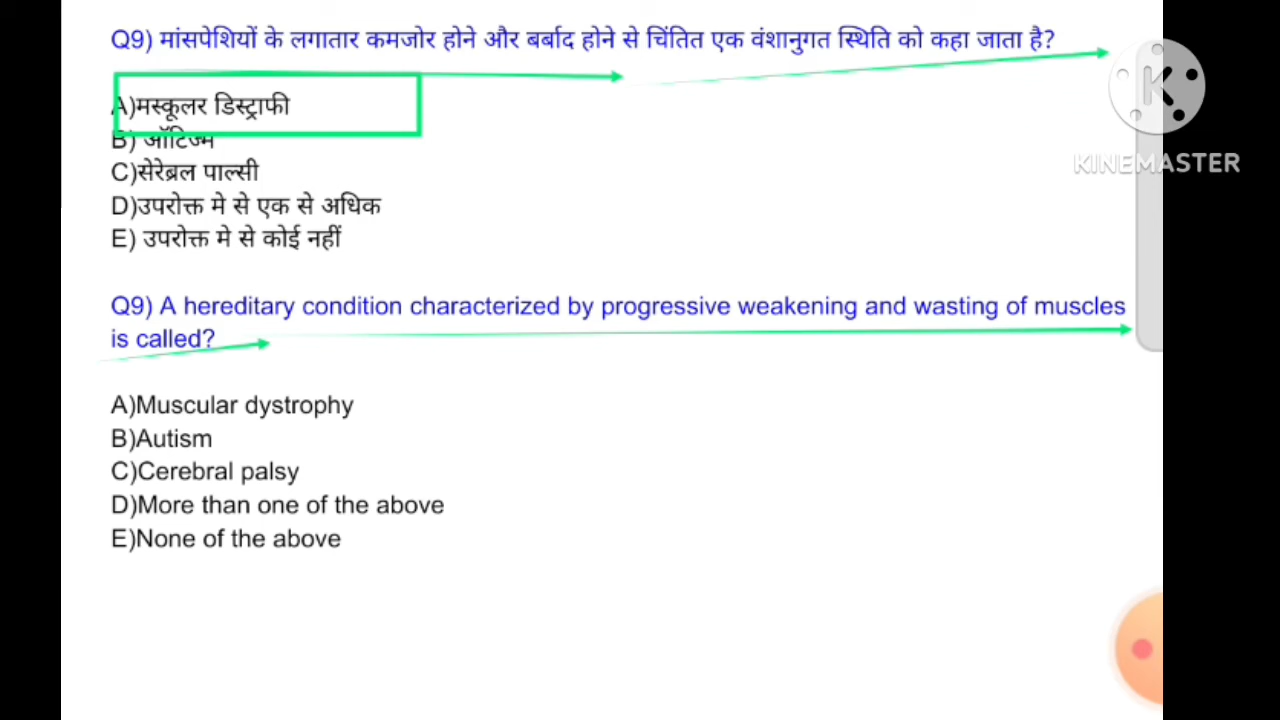 Q9) मांसपेशियों के लगातार कमजोर होने और बर्बाद होने से चिंतित एक वंशानुगत स्थिति को कहा जाता है?
A)मस्कूलर डिस्ट्राफी
B) ऑटिज्म
C)सेरेब्रल पाल्सी
D)उपरोक्त मे से एक से अधिक
E) उपरोक्त मे से कोई नहीं
K
KINEMASTER
Q9) A hereditary condition characterized by progressive weakening and wasting of muscles
is called?
A)Muscular dystrophy
B)Autism
C)Cerebral palsy
D)More than one of the above
E)None of the above